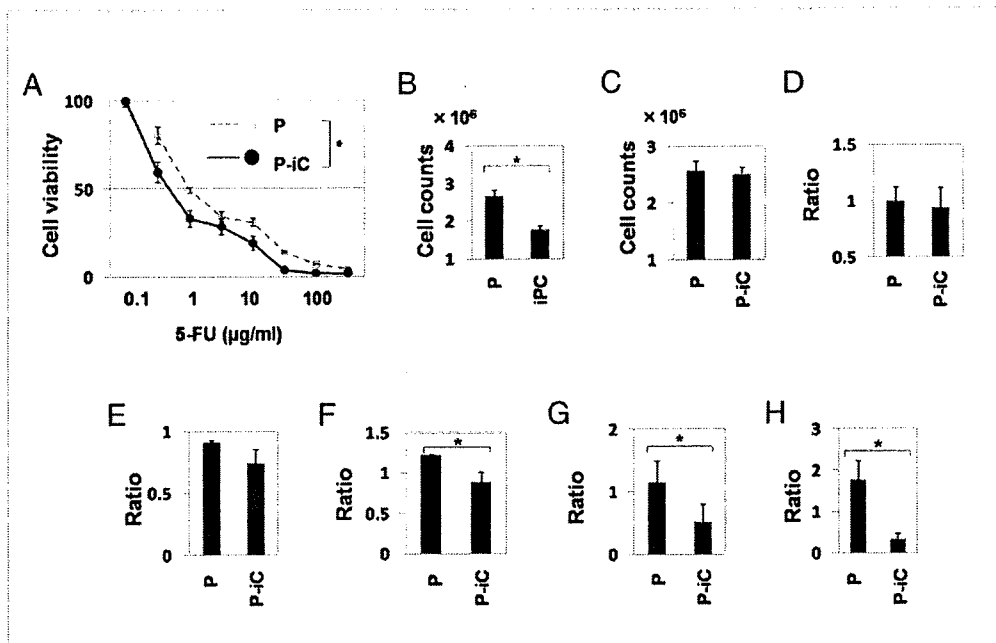 A
100
50
0
Cell viability
P
P-iC
*
0.1 1 10 100
5-FU (µg/ml)
B
× 10⁶
4
3
2
1
Cell counts
*
P
iPC
C
× 10⁶
3
2
1
Cell counts
P
P-iC
D
1.5
1
0.5
Ratio
P
P-iC
E
1
0.5
0
Ratio
P
P-iC
F
1.5
1
0.5
0
Ratio
*
P
P-iC
G
2
1
0
Ratio
*
P
P-iC
H
3
2
1
0
Ratio
*
P
P-iC